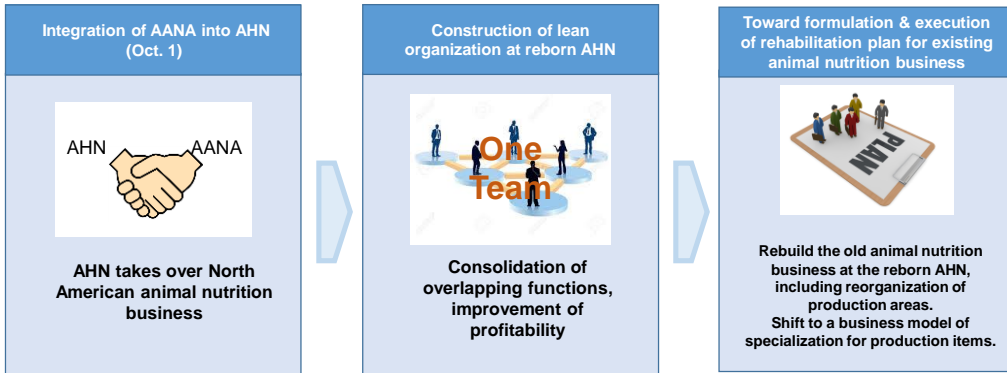 Integration of AANA into AHN
(Oct. 1)
AHN
AANA
AHN takes over North
American animal nutrition
business
Construction of lean
organization at reborn AHN
One
Team
Consolidation of
overlapping functions,
improvement of
profitability
Toward formulation & execution
of rehabilitation plan for existing
animal nutrition business
PLAN
Rebuild the old animal nutrition
business at the reborn AHN,
including reorganization of
production areas.
Shift to a business model of
specialization for production items.